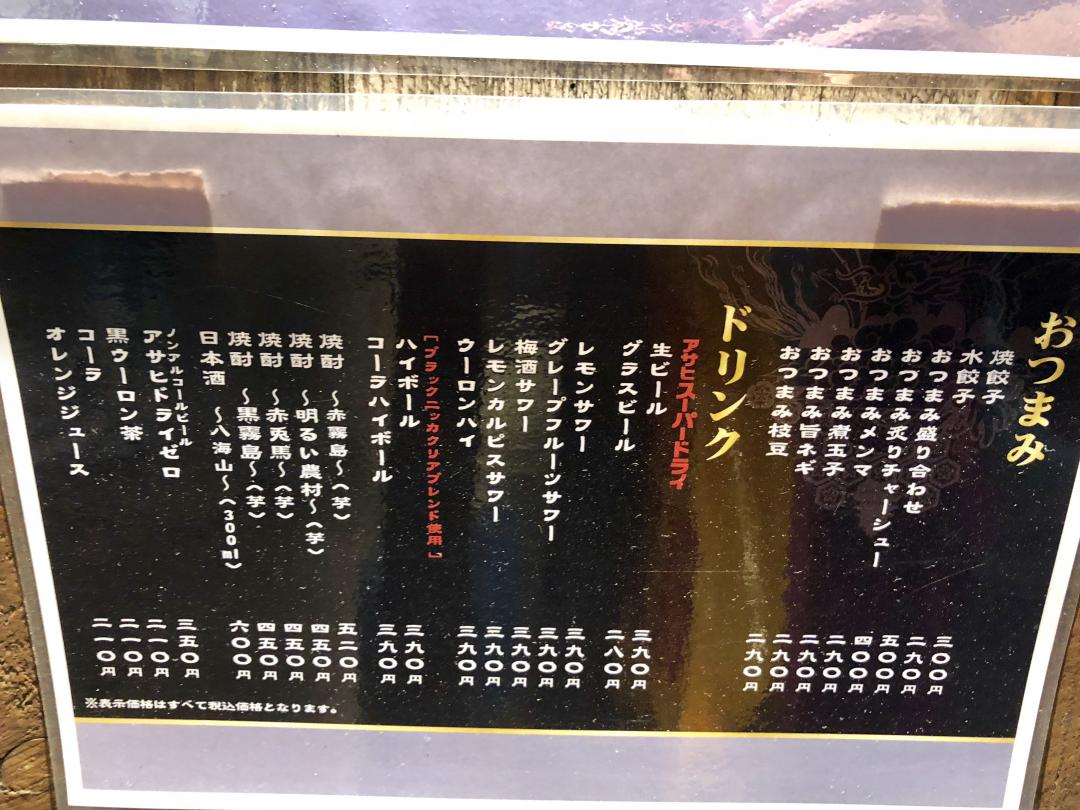 おつまみ
焼餃子 三〇〇円
水餃子 二九〇円
おつまみ盛り合わせ 五〇〇円
おつまみ炙りチャーシュー 四〇〇円
おつまみメンマ 二九〇円
おつまみ煮玉子 二九〇円
おつまみ旨ネギ 二九〇円
おつまみ枝豆 二九〇円
ドリンク
アサヒスーパードライ
生ビール 三九〇円
グラスビール 二八〇円
レモンサワー 三九〇円
グレープフルーツサワー 三九〇円
梅酒サワー 三九〇円
レモンカルピスサワー 三九〇円
ウーロンハイ 三九〇円
［ブラックニッカクリアブレンド使用］
ハイボール 三九〇円
コーラハイボール 三九〇円
焼酎 〜赤霧島〜（芋） 五二〇円
焼酎 〜明るい農村〜（芋） 四五〇円
焼酎 〜赤兎馬〜（芋） 四五〇円
焼酎 〜黒霧島〜（芋） 四五〇円
日本酒 〜八海山〜（300ml） 六〇〇円
ノンアルコールビール
アサヒドライゼロ 三五〇円
黒ウーロン茶 二一〇円
コーラ 二一〇円
オレンジジュース 二一〇円
※表示価格はすべて税込価格となります。